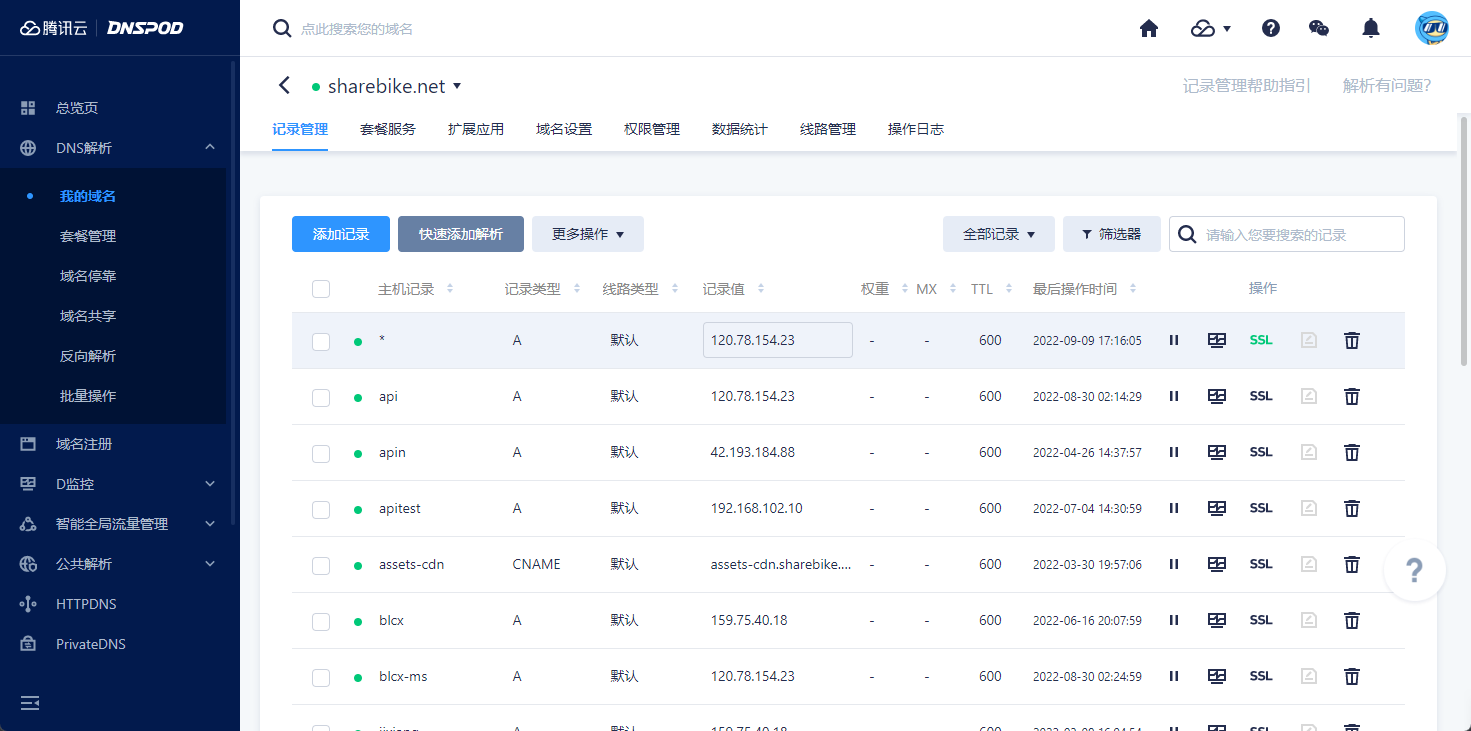 腾讯云 DNSPOD
点此搜索您的域名
总览页
DNS解析
我的域名
套餐管理
域名停靠
域名共享
反向解析
批量操作
域名注册
D监控
智能全局流量管理
公共解析
HTTPDNS
PrivateDNS
sharebike.net
记录管理帮助指引 解析有问题?
记录管理 套餐服务 扩展应用 域名设置 权限管理 数据统计 线路管理 操作日志
添加记录 快速添加解析 更多操作 全部记录 筛选器 请输入您要搜索的记录
主机记录 记录类型 线路类型 记录值 权重 MX TTL 最后操作时间 操作
* A 默认 120.78.154.23 - - 600 2022-09-09 17:16:05 SSL
api A 默认 120.78.154.23 - - 600 2022-08-30 02:14:29 SSL
apin A 默认 42.193.184.88 - - 600 2022-04-26 14:37:57 SSL
apitest A 默认 192.168.102.10 - - 600 2022-07-04 14:30:59 SSL
assets-cdn CNAME 默认 assets-cdn.sharebike.... - - 600 2022-03-30 19:57:06 SSL
blcx A 默认 159.75.40.18 - - 600 2022-06-16 20:07:59 SSL
blcx-ms A 默认 120.78.154.23 - - 600 2022-08-30 02:24:59 SSL
A 默认 159.75.40.18 - - 600 SSL
?